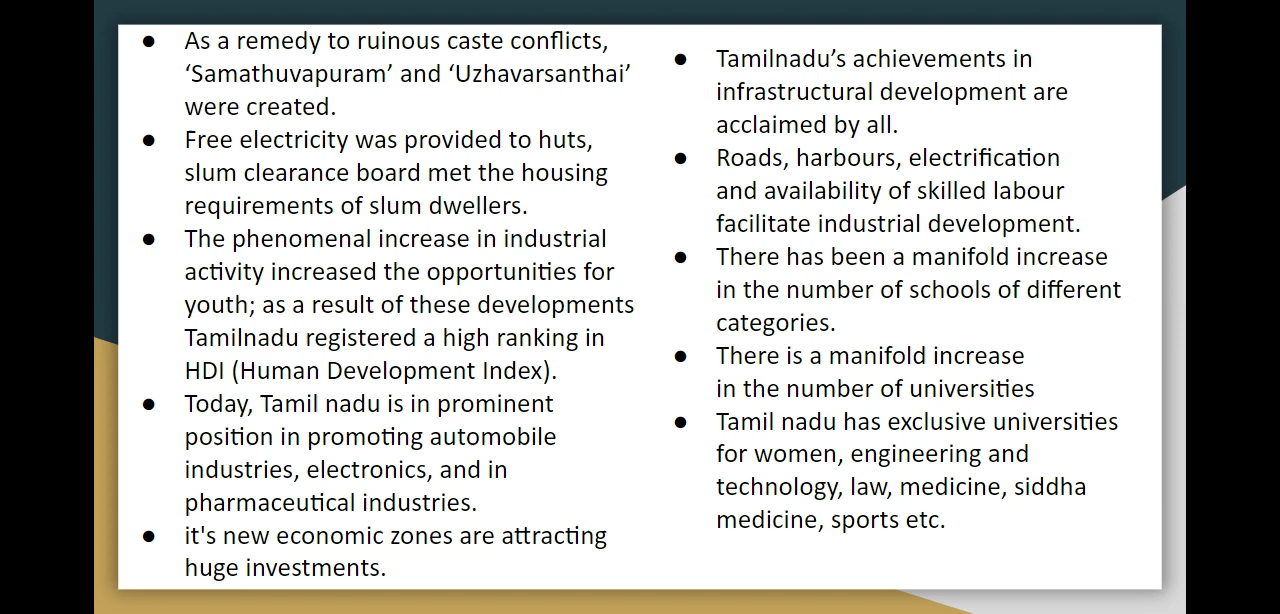 ● As a remedy to ruinous caste conflicts,
‘Samathuvapuram’ and ‘Uzhavarsanthai’
were created.
● Free electricity was provided to huts,
slum clearance board met the housing
requirements of slum dwellers.
● The phenomenal increase in industrial
activity increased the opportunities for
youth; as a result of these developments
Tamilnadu registered a high ranking in
HDI (Human Development Index).
● Today, Tamil nadu is in prominent
position in promoting automobile
industries, electronics, and in
pharmaceutical industries.
● it's new economic zones are attracting
huge investments.
● Tamilnadu’s achievements in
infrastructural development are
acclaimed by all.
● Roads, harbours, electrification
and availability of skilled labour
facilitate industrial development.
● There has been a manifold increase
in the number of schools of different
categories.
● There is a manifold increase
in the number of universities
● Tamil nadu has exclusive universities
for women, engineering and
technology, law, medicine, siddha
medicine, sports etc.